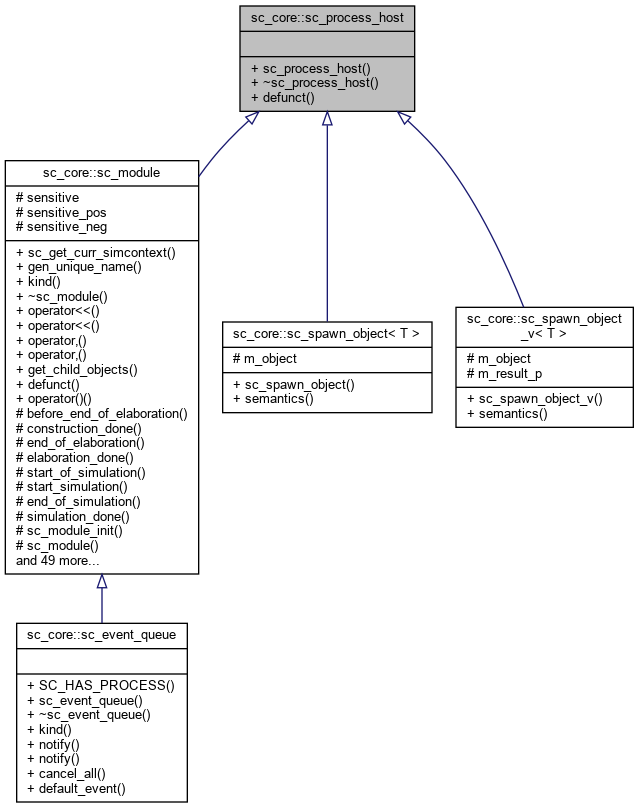 sc_core::sc_process_host
+ sc_process_host()
+ ~sc_process_host()
+ defunct()
sc_core::sc_module
# sensitive
# sensitive_pos
# sensitive_neg
+ sc_get_curr_simcontext()
+ gen_unique_name()
+ kind()
+ ~sc_module()
+ operator<<()
+ operator<<()
+ operator,()
+ operator,()
+ get_child_objects()
+ defunct()
+ operator()()
# before_end_of_elaboration()
# construction_done()
# end_of_elaboration()
# elaboration_done()
# start_of_simulation()
# start_simulation()
# end_of_simulation()
# simulation_done()
# sc_module_init()
# sc_module()
and 49 more...
sc_core::sc_spawn_object< T >
# m_object
+ sc_spawn_object()
+ semantics()
sc_core::sc_spawn_object
_v< T >
# m_object
# m_result_p
+ sc_spawn_object_v()
+ semantics()
sc_core::sc_event_queue
+ SC_HAS_PROCESS()
+ sc_event_queue()
+ ~sc_event_queue()
+ kind()
+ notify()
+ notify()
+ cancel_all()
+ default_event()